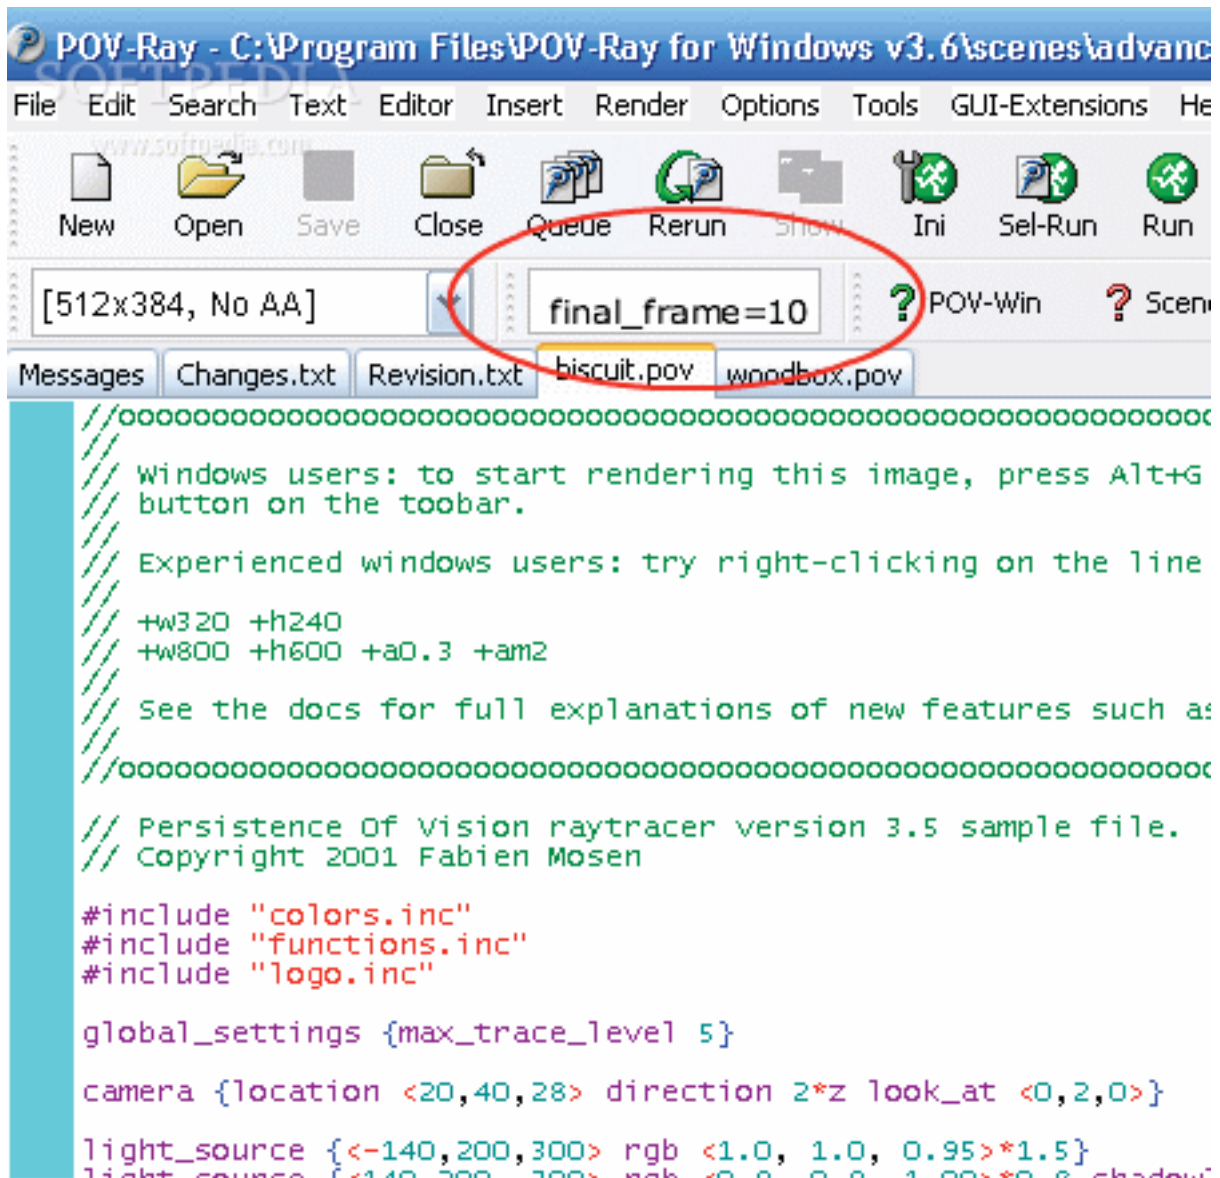 POV-Ray - C:\Program Files\POV-Ray for Windows v3.6\scenes\advanc
SOFTPEDIA
File Edit Search Text Editor Insert Render Options Tools GUI-Extensions He
www.softpedia.com
New Open Save Close Queue Rerun Show Ini Sel-Run Run
[512x384, No AA] final_frame=10 POV-Win Scen
Messages Changes.txt Revision.txt biscuit.pov woodbox.pov
//oooooooooooooooooooooooooooooooooooooooooooooooooooooooooooo
//
// Windows users: to start rendering this image, press Alt+G
// button on the toobar.
//
// Experienced windows users: try right-clicking on the line
//
// +w320 +h240
// +w800 +h600 +a0.3 +am2
//
// See the docs for full explanations of new features such as
//
//oooooooooooooooooooooooooooooooooooooooooooooooooooooooooooo
// Persistence Of Vision raytracer version 3.5 sample file.
// Copyright 2001 Fabien Mosen
#include "colors.inc"
#include "functions.inc"
#include "logo.inc"
global_settings {max_trace_level 5}
camera {location <20,40,28> direction 2*z look_at <0,2,0>}
light_source {<-140,200,300> rgb <1.0, 1.0, 0.95>*1.5}